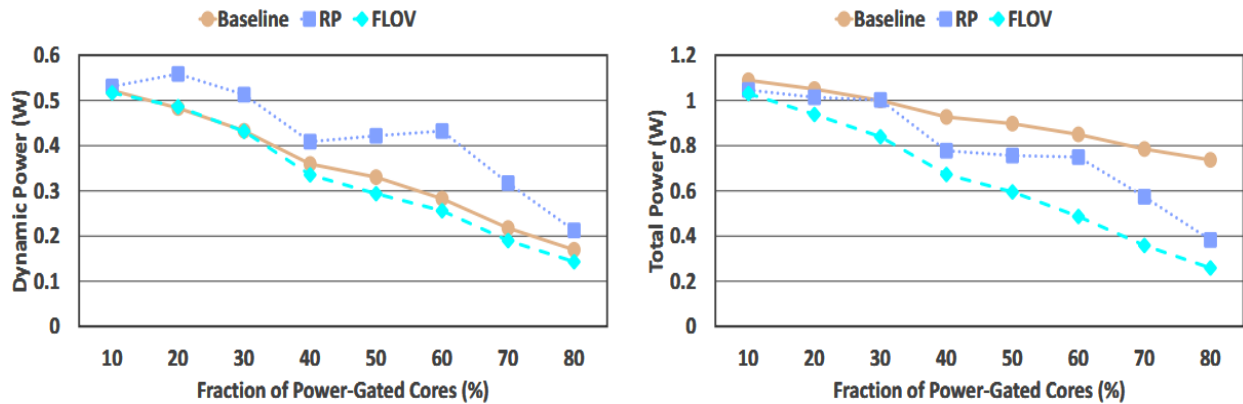 Baseline RP FLOV
Dynamic Power (W)
0.6
0.5
0.4
0.3
0.2
0.1
0
10 20 30 40 50 60 70 80
Fraction of Power-Gated Cores (%)
Baseline RP FLOV
Total Power (W)
1.2
1
0.8
0.6
0.4
0.2
0
10 20 30 40 50 60 70 80
Fraction of Power-Gated Cores (%)